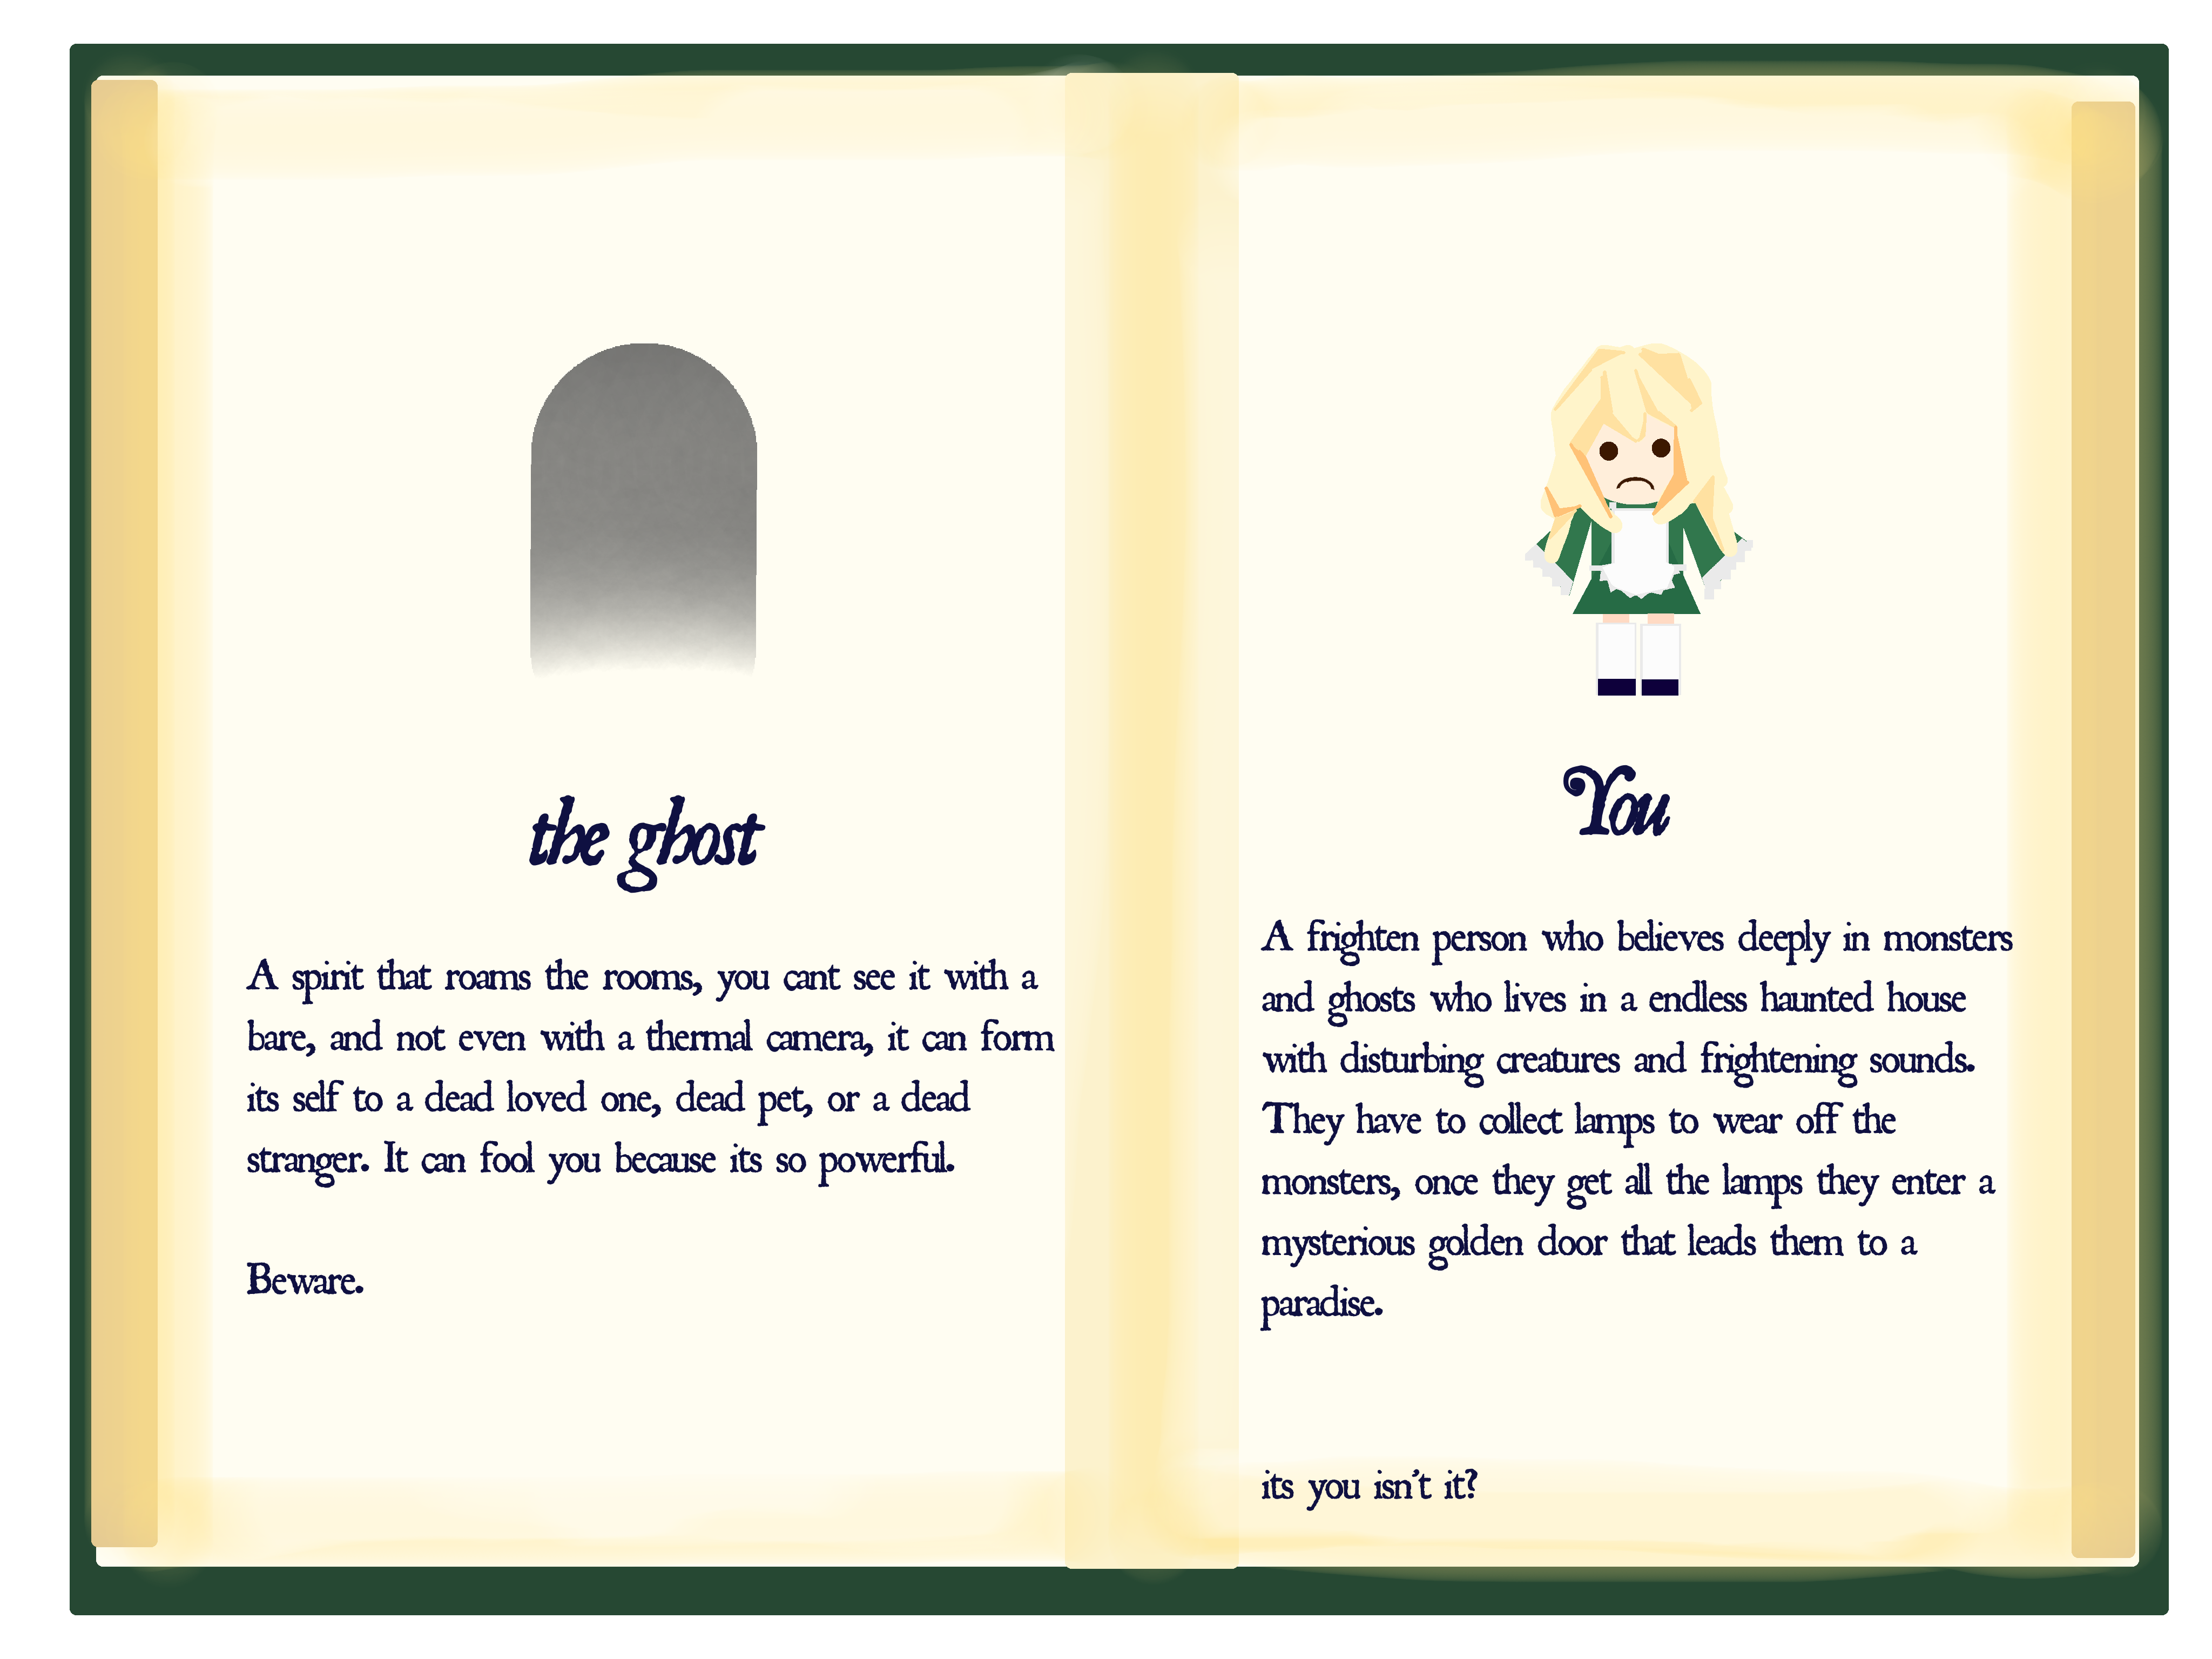 the ghost
A spirit that roams the rooms, you cant see it with a
bare, and not even with a thermal camera, it can form
its self to a dead loved one, dead pet, or a dead
stranger. It can fool you because its so powerful.
Beware.
You
A frighten person who believes deeply in monsters
and ghosts who lives in a endless haunted house
with disturbing creatures and frightening sounds.
They have to collect lamps to wear off the
monsters, once they get all the lamps they enter a
mysterious golden door that leads them to a
paradise.
its you isn't it?